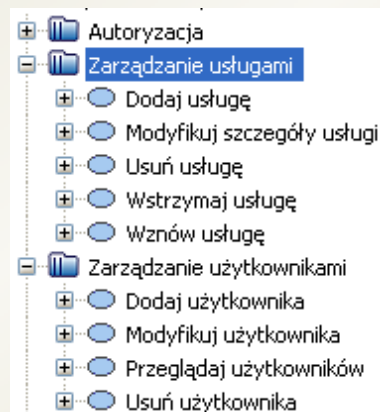 Autoryzacja
Zarządzanie usługami
Dodaj usługę
Modyfikuj szczegóły usługi
Usuń usługę
Wstrzymaj usługę
Wznów usługę
Zarządzanie użytkownikami
Dodaj użytkownika
Modyfikuj użytkownika
Przeglądaj użytkowników
Usuń użytkownika